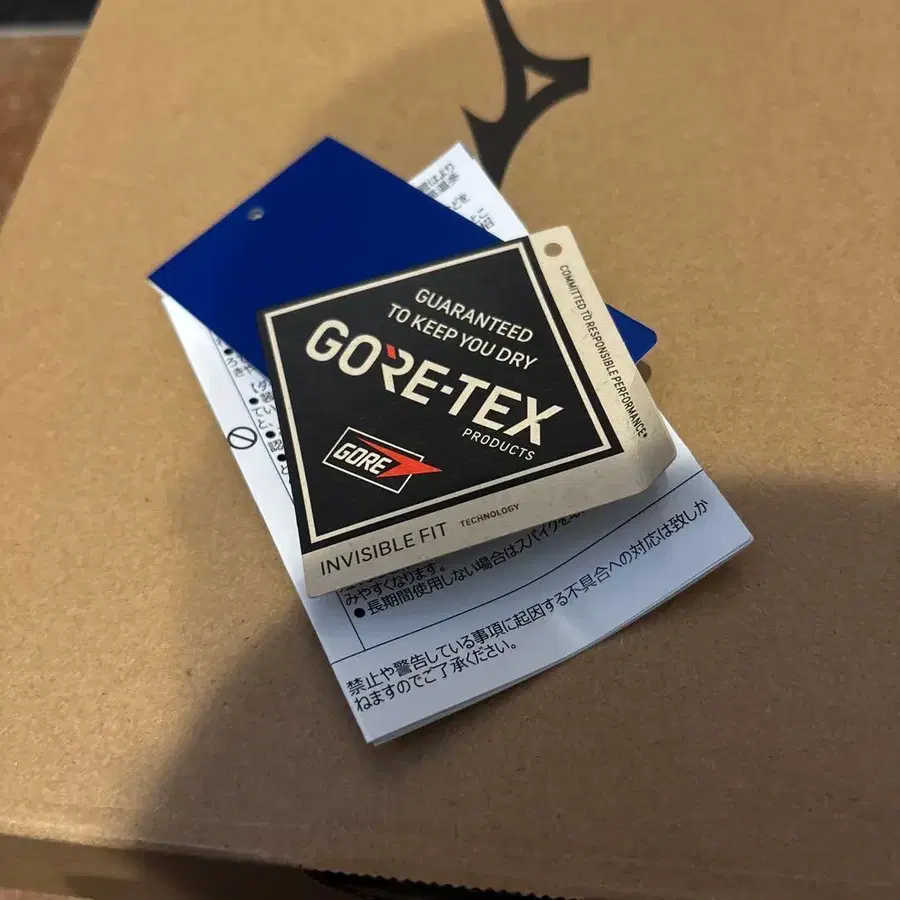 GUARANTEED
TO KEEP YOU DRY
GORE-TEX
PRODUCTS
GORE
INVISIBLE FIT TECHNOLOGY
COMMITTED TO RESPONSIBLE PERFORMANCE
みやすくなります。
●長期間使用しない場合はスパイクを
禁止や警告している事項に起因する不具合への対応は致しか
ねますのでご了承ください。